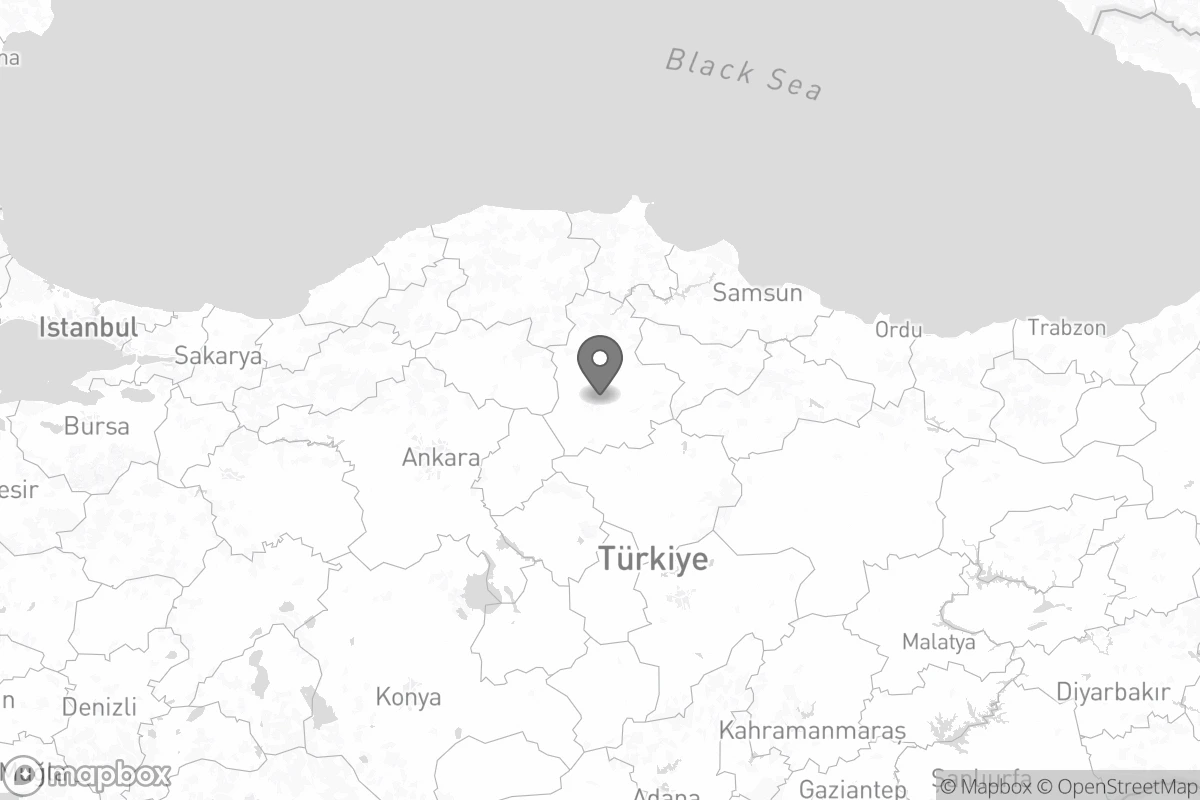 Black Sea
na
Samsun
Istanbul
Ordu
Trabzon
Sakarya
Bursa
Ankara
esir
Türkiye
Malatya
Diyarbakır
Konya
n
Denizli
Kahramanmaraş
mapbox
Gaziantep
Şanlıurfa
Adana
© Mapbox © OpenStreetMap